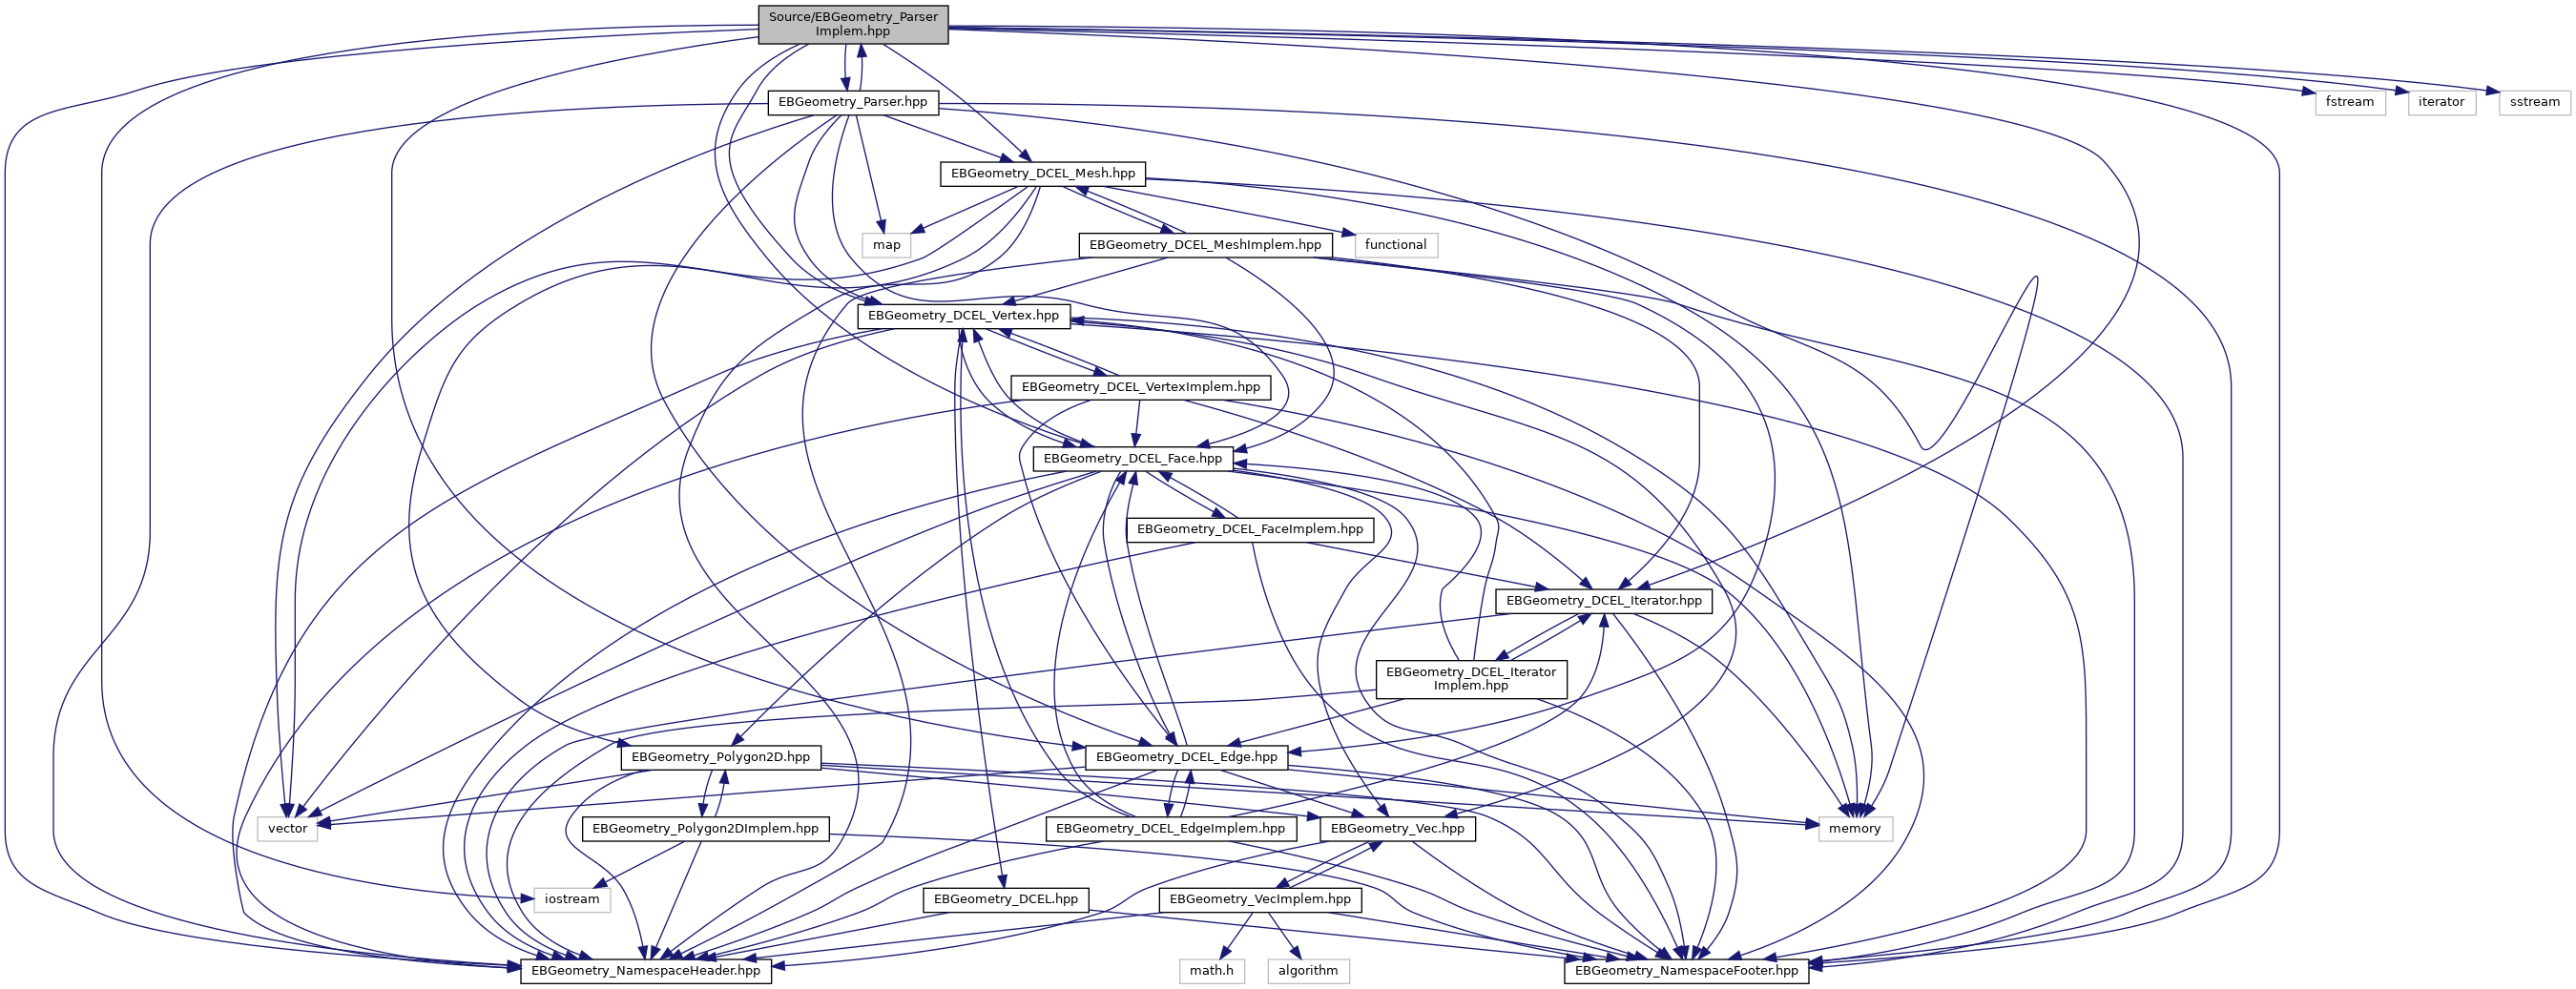 Source/EBGeometry_Parser
Implem.hpp
EBGeometry_Parser.hpp
fstream
iterator
sstream
EBGeometry_DCEL_Mesh.hpp
map
EBGeometry_DCEL_MeshImplem.hpp
functional
EBGeometry_DCEL_Vertex.hpp
EBGeometry_DCEL_VertexImplem.hpp
EBGeometry_DCEL_Face.hpp
EBGeometry_DCEL_FaceImplem.hpp
EBGeometry_DCEL_Iterator.hpp
EBGeometry_DCEL_Iterator
Implem.hpp
EBGeometry_Polygon2D.hpp
EBGeometry_DCEL_Edge.hpp
vector
EBGeometry_Polygon2DImplem.hpp
EBGeometry_DCEL_EdgeImplem.hpp
EBGeometry_Vec.hpp
memory
iostream
EBGeometry_DCEL.hpp
EBGeometry_VecImplem.hpp
EBGeometry_NamespaceHeader.hpp
math.h
algorithm
EBGeometry_NamespaceFooter.hpp